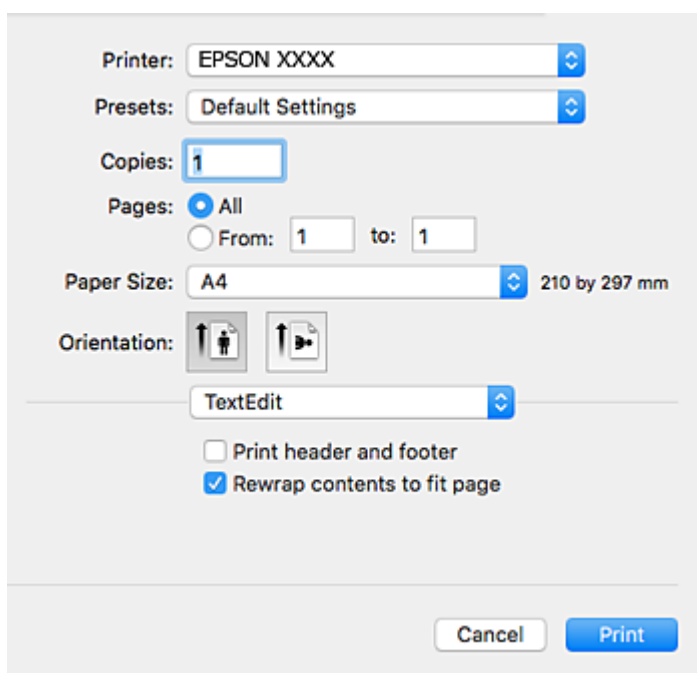 Printer: EPSON XXXX
Presets: Default Settings
Copies: 1
Pages: All
From: 1 to: 1
Paper Size: A4 210 by 297 mm
Orientation:
TextEdit
Print header and footer
Rewrap contents to fit page
Cancel Print